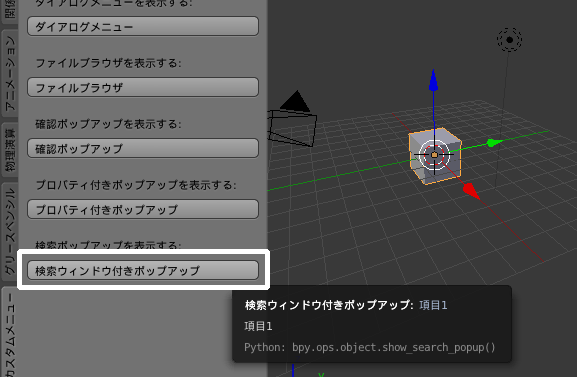 関係
アニメーション
物理演算
グリースペンシル
カスタムメニュー
ダイアログメニューを表示する:
ダイアログメニュー
ファイルブラウザを表示する:
ファイルブラウザ
確認ポップアップを表示する:
確認ポップアップ
プロパティ付きポップアップを表示する:
プロパティ付きポップアップ
検索ポップアップを表示する:
検索ウィンドウ付きポップアップ
検索ウィンドウ付きポップアップ: 項目1
項目1
Python: bpy.ops.object.show_search_popup()